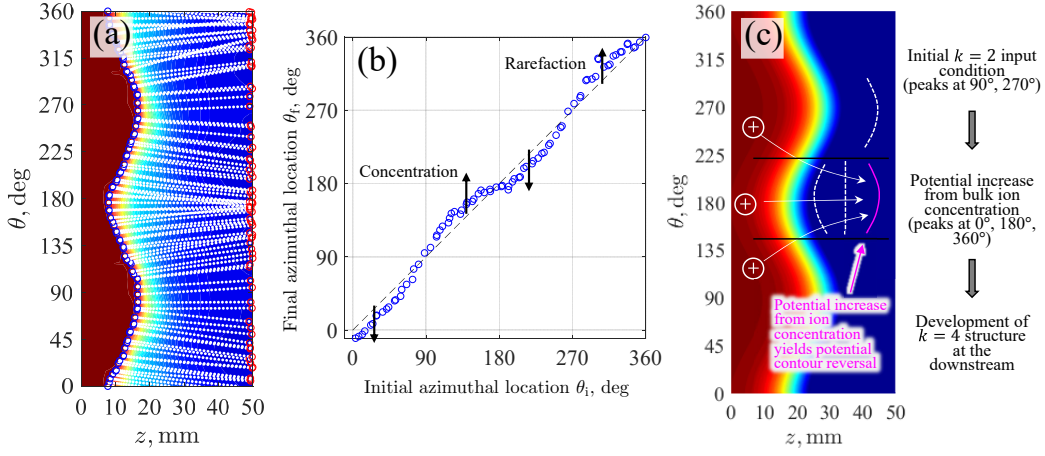 (a)
360
315
270
225
180
135
90
45
0
θ, deg
0 10 20 30 40 50
z, mm
(b)
360
270
180
90
0
Final azimuthal location θf, deg
Rarefaction
Concentration
0 90 180 270 360
Initial azimuthal location θi, deg
(c)
360
315
270
225
180
135
90
45
0
θ, deg
+
+
+
Potential increase
from ion
concentration
yields potential
contour reversal
0 10 20 30 40 50
z, mm
Initial k = 2 input
condition
(peaks at 90°, 270°)
Potential increase
from bulk ion
concentration
(peaks at 0°, 180°,
360°)
Development of
k = 4 structure
at the
downstream